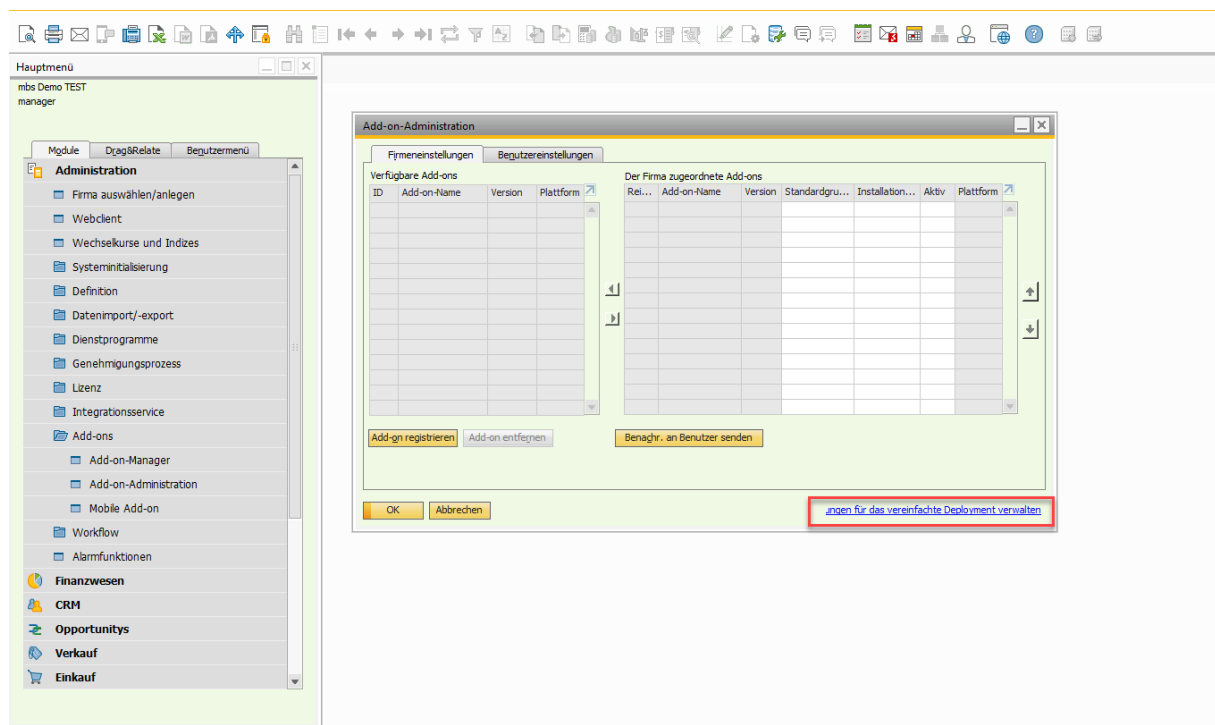 Hauptmenü
mbs Demo TEST
manager
Module Drag&Relate Benutzermenü
Administration
Firma auswählen/anlegen
Webclient
Wechselkurse und Indizes
Systeminitialisierung
Definition
Datenimport/-export
Dienstprogramme
Genehmigungsprozess
Lizenz
Integrationsservice
Add-ons
Add-on-Manager
Add-on-Administration
Mobile Add-on
Workflow
Alarmfunktionen
Finanzwesen
CRM
Opportunitys
Verkauf
Einkauf
Add-on-Administration
Firmeneinstellungen Benutzereinstellungen
Verfügbare Add-ons
ID Add-on-Name Version Plattform
Der Firma zugeordnete Add-ons
Rei... Add-on-Name Version Standardgru... Installation... Aktiv Plattform
Add-on registrieren Add-on entfernen Benachr. an Benutzer senden
OK Abbrechen ungen für das vereinfachte Deployment verwalten